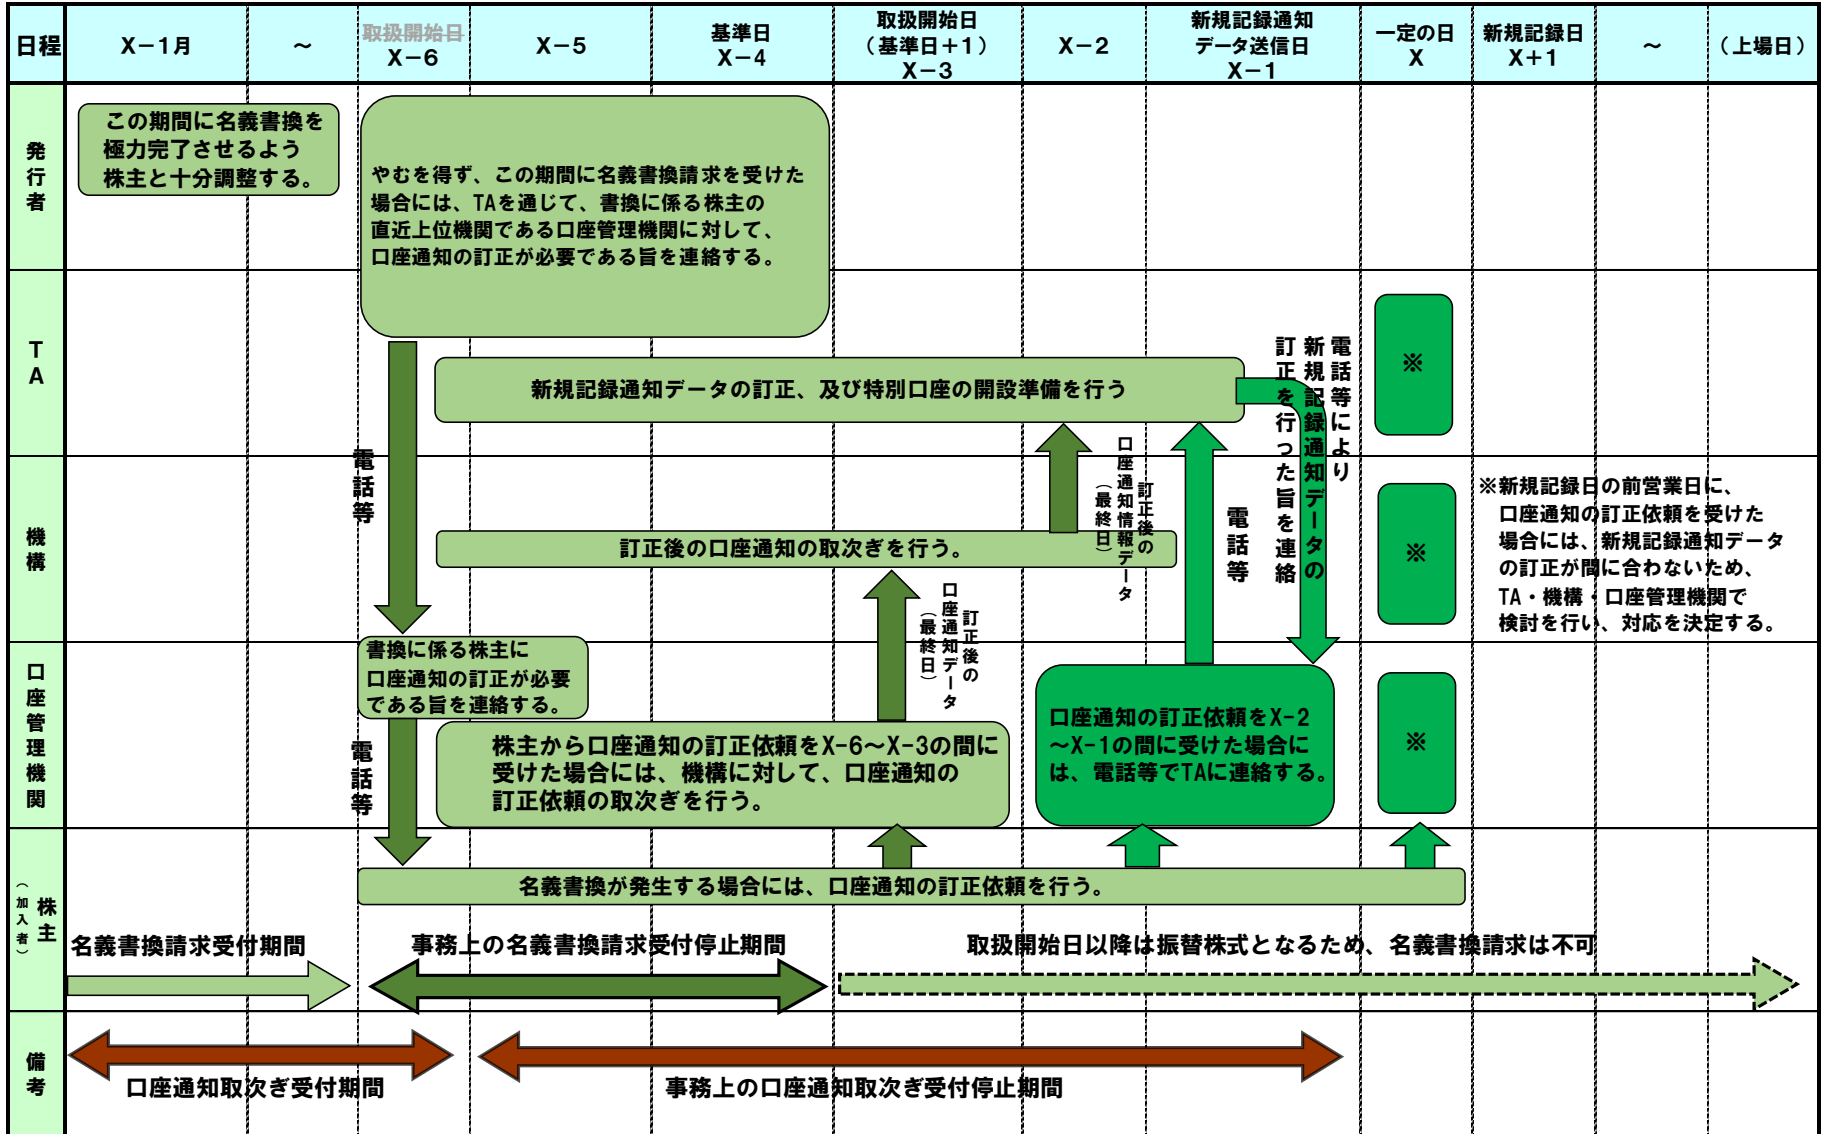 日程
X－1月
～
取扱開始日
X－6
X－5
基準日
X－4
取扱開始日
（基準日＋1）
X－3
X－2
新規記録通知
データ送信日
X－1
一定の日
X
新規記録日
X＋1
～
（上場日）
発行者
この期間に名義書換を
極力完了させるよう
株主と十分調整する。
やむを得ず、この期間に名義書換請求を受けた
場合には、TAを通じて、書換に係る株主の
直近上位機関である口座管理機関に対して、
口座通知の訂正が必要である旨を連絡する。
TA
新規記録通知データの訂正、及び特別口座の開設準備を行う
電話等により
新規記録通知データの
訂正を行った旨を連絡
※
機構
電話等
訂正後の口座通知の取次ぎを行う。
訂正後の
口座通知情報データ
（最終日）
電話等
※
※新規記録日の前営業日に、
口座通知の訂正依頼を受けた
場合には、新規記録通知データ
の訂正が間に合わないため、
TA・機構・口座管理機関で
検討を行い、対応を決定する。
訂正後の
口座通知データ
（最終日）
口座管理機関
書換に係る株主に
口座通知の訂正が必要
である旨を連絡する。
電話等
株主から口座通知の訂正依頼をX-6～X-3の間に
受けた場合には、機構に対して、口座通知の
訂正依頼の取次ぎを行う。
口座通知の訂正依頼をX-2
～X-1の間に受けた場合に
は、電話等でTAに連絡する。
※
株主
（加入者）
名義書換が発生する場合には、口座通知の訂正依頼を行う。
名義書換請求受付期間
事務上の名義書換請求受付停止期間
取扱開始日以降は振替株式となるため、名義書換請求は不可
備考
口座通知取次ぎ受付期間
事務上の口座通知取次ぎ受付停止期間